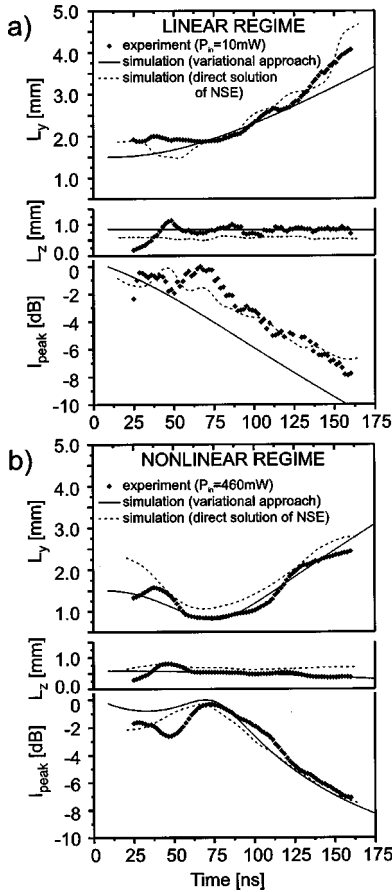 a)
LINEAR REGIME
experiment (Pin=10mW)
simulation (variational approach)
simulation (direct solution
of NSE)
Ly [mm]
5.0
4.0
3.0
2.0
1.0
Lz [mm]
1.0
0.0
Ipeak [dB]
0
-2
-4
-6
-8
-10
0 25 50 75 100 125 150 175
b)
NONLINEAR REGIME
experiment (Pin=460mW)
simulation (variational approach)
simulation (direct solution of NSE)
Ly [mm]
5.0
4.0
3.0
2.0
1.0
Lz [mm]
1.0
0.0
Ipeak [dB]
0
-2
-4
-6
-8
-10
0 25 50 75 100 125 150 175
Time [ns]